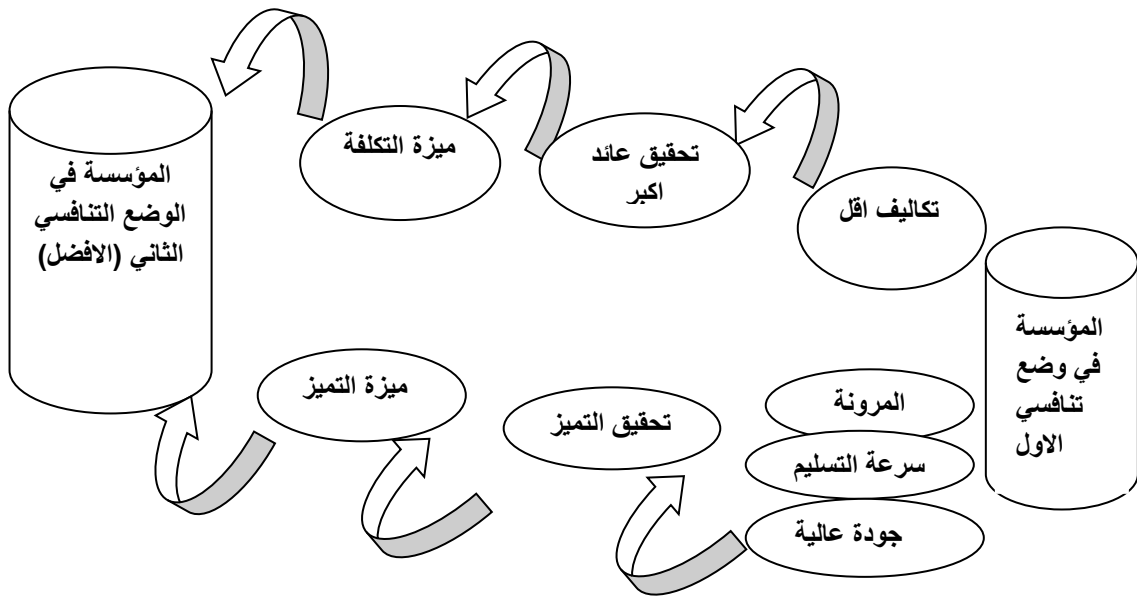 ميزة التكلفة
تحقيق عائد
اكبر
تكاليف اقل
المؤسسة في
الوضع التنافسي
الثاني (الافضل)
المؤسسة
في وضع
تنافسي
الاول
ميزة التميز
تحقيق التميز
المرونة
سرعة التسليم
جودة عالية